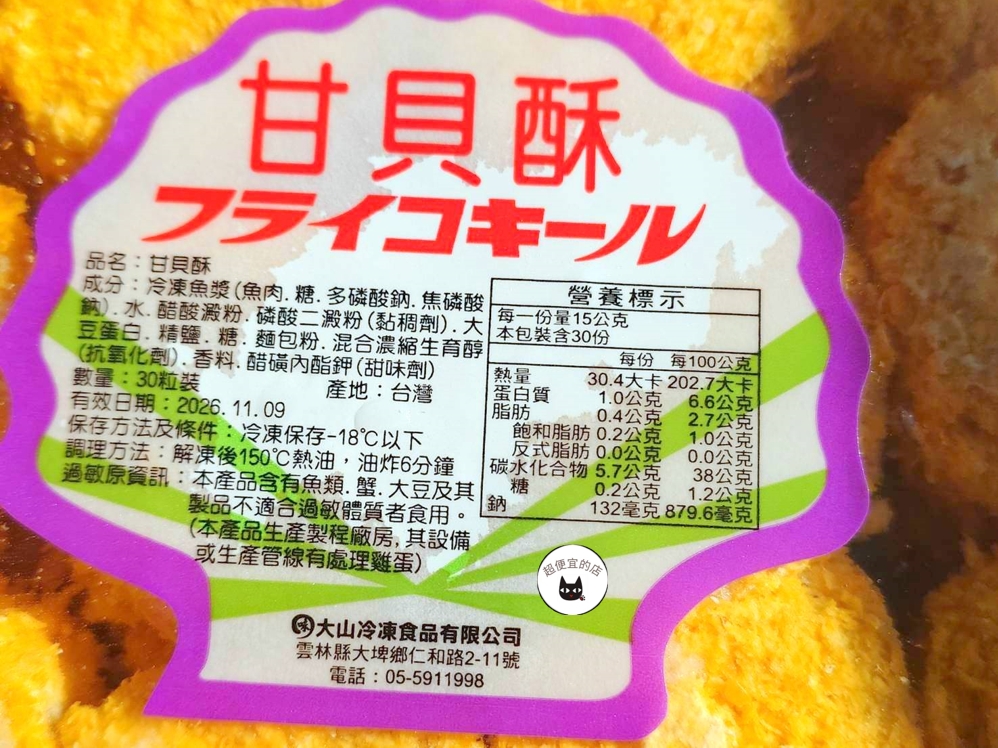 甘貝酥
フライコキール
品名：甘貝酥
成分：冷凍魚漿(魚肉.糖.多磷酸鈉.焦磷酸
鈉).水.醋酸澱粉.磷酸二澱粉(黏稠劑).大
豆蛋白.精鹽.糖.麵包粉.混合濃縮生育醇
(抗氧化劑).香料.醋磺內酯鉀(甜味劑)
數量：30粒裝 產地：台灣
有效日期：2026.11.09
保存方法及條件：冷凍保存-18℃以下
調理方法：解凍後150℃熱油，油炸6分鐘
過敏原資訊：本產品含有魚類.蟹.大豆及其
製品不適合過敏體質者食用。
(本產品生產製程廠房,其設備
或生產管線有處理雞蛋)
營養標示
每一份量15公克
本包裝含30份
每份 每100公克
熱量 30.4大卡 202.7大卡
蛋白質 1.0公克 6.6公克
脂肪 0.4公克 2.7公克
飽和脂肪 0.2公克 1.0公克
反式脂肪 0.0公克 0.0公克
碳水化合物 5.7公克 38公克
糖 0.2公克 1.2公克
鈉 132毫克 879.6毫克
超便宜的店
大山冷凍食品有限公司
雲林縣大埤鄉仁和路2-11號
電話：05-5911998